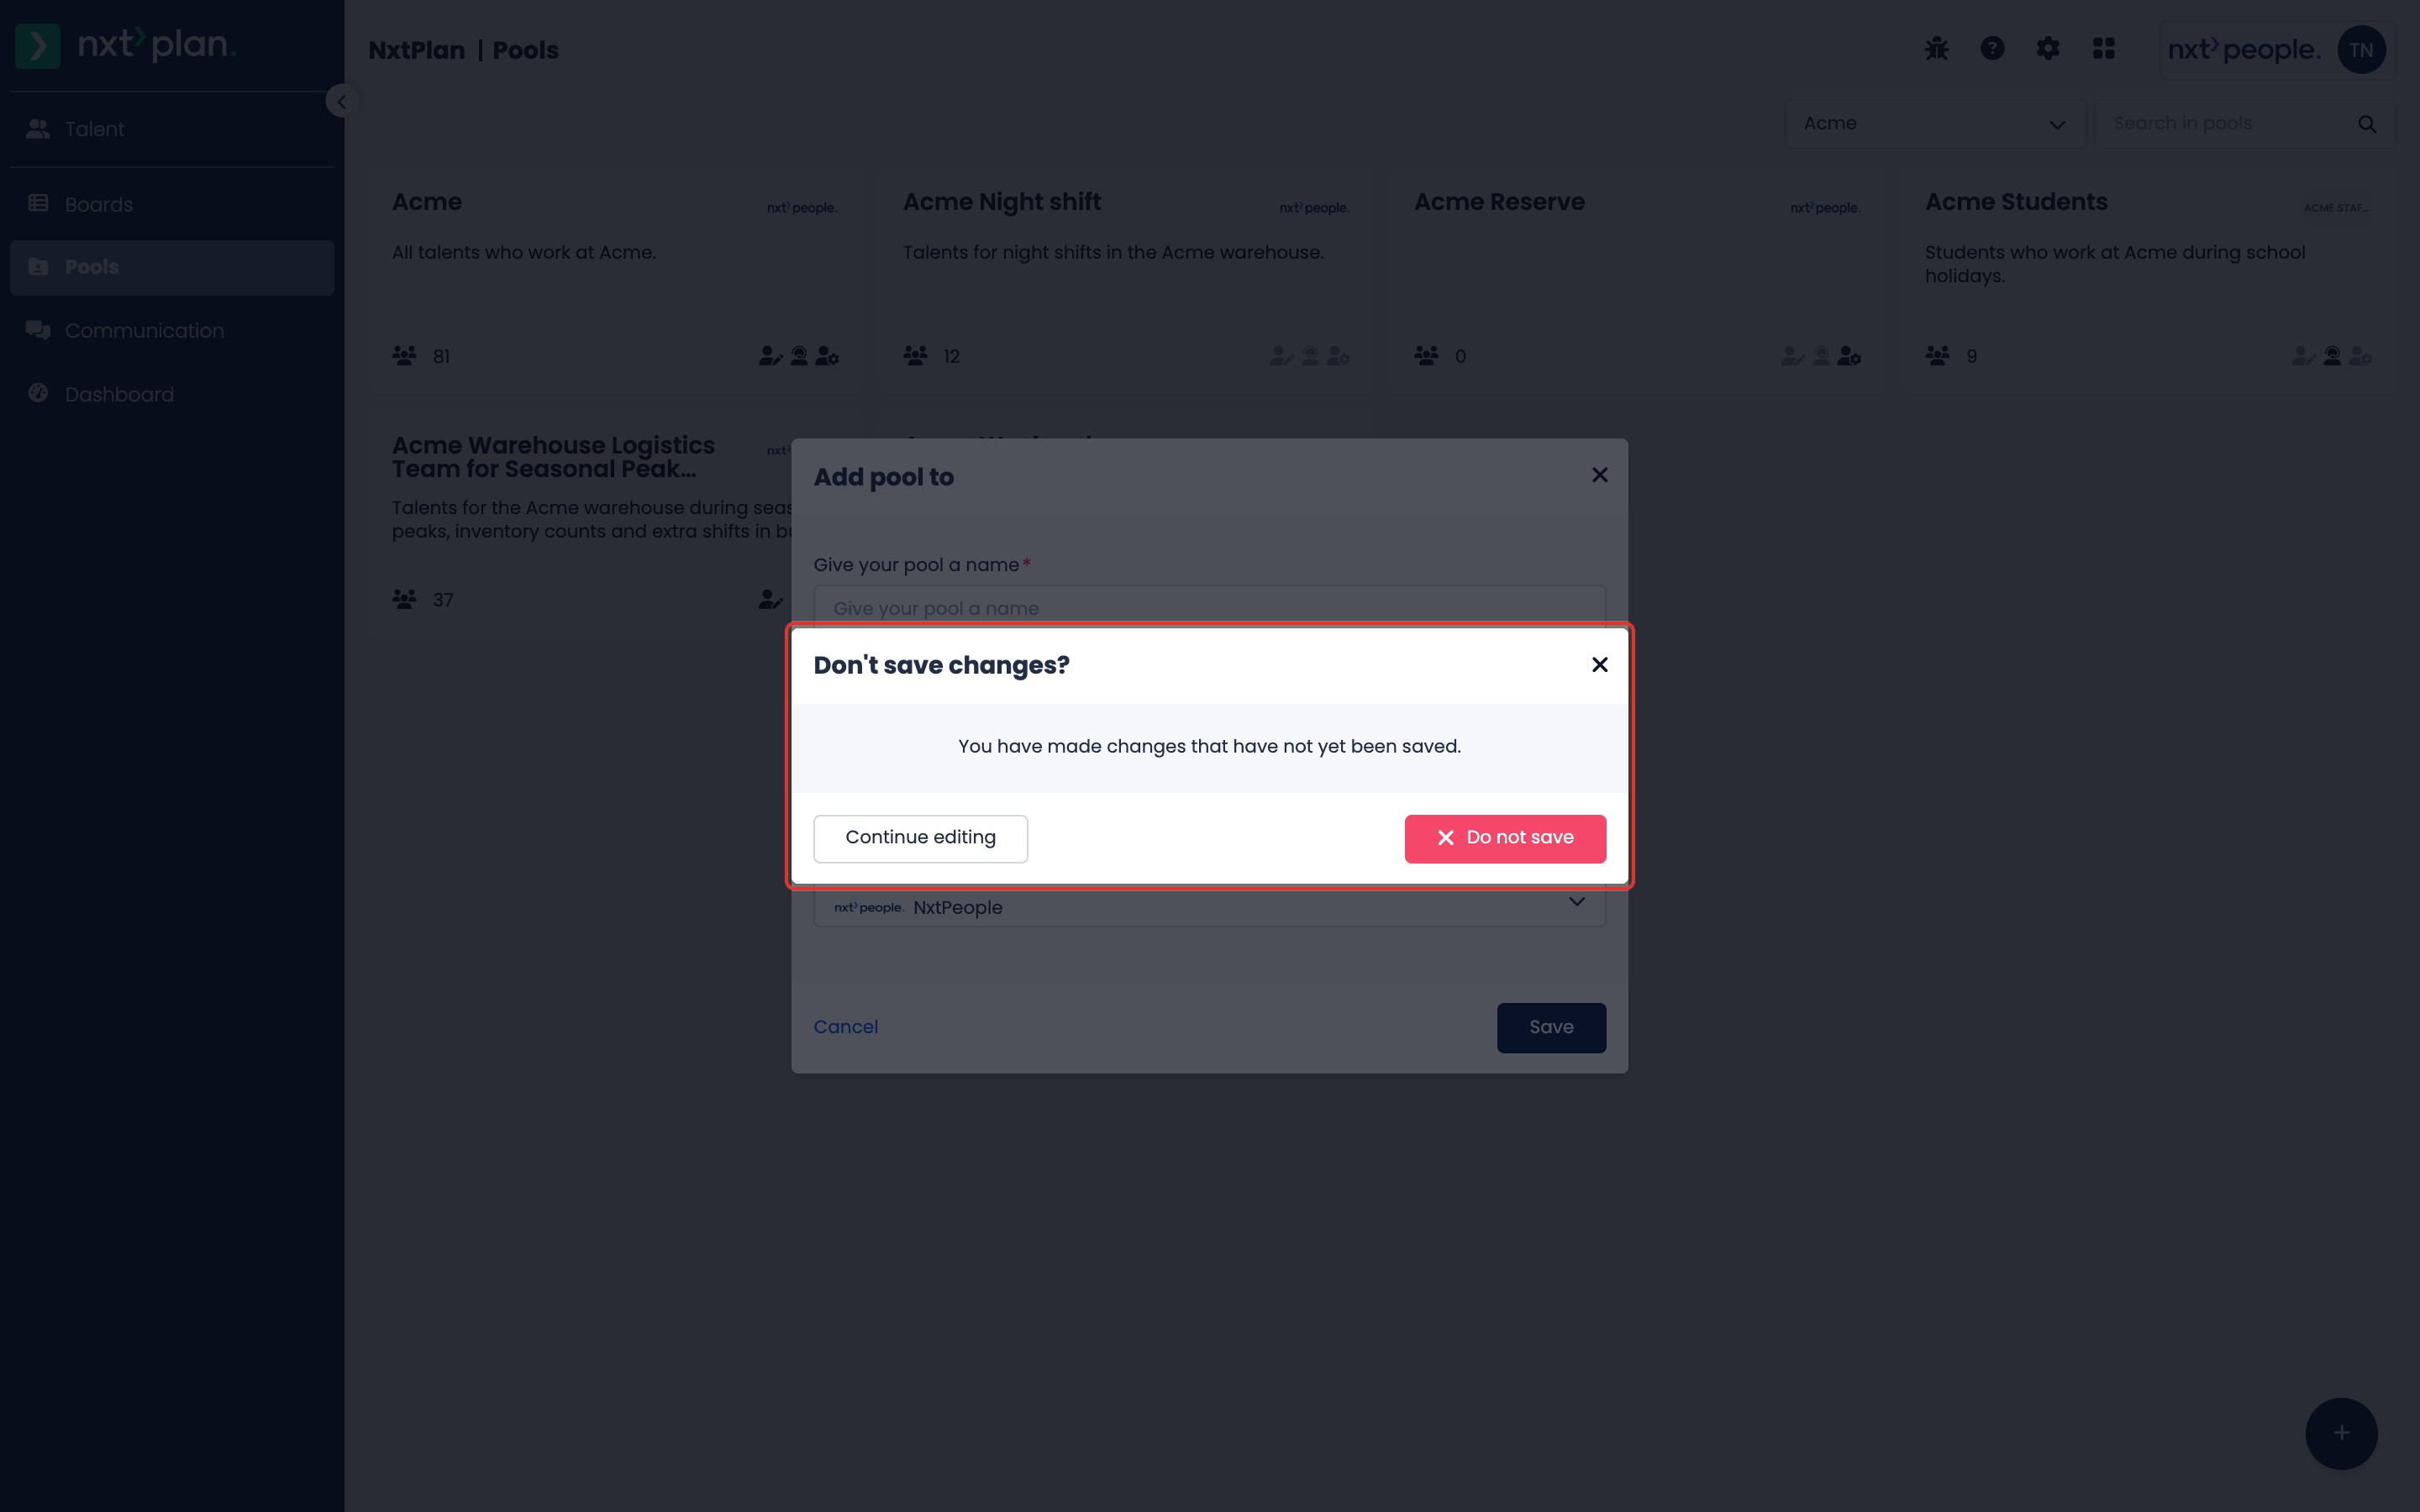 nxt plan.
NxtPlan | Pools
nxt people.
TN
Talent
Boards
Pools
Communication
Dashboard
Acme
Search in pools
Acme
nxt people.
All talents who work at Acme.
81
Acme Night shift
nxt people.
Talents for night shifts in the Acme warehouse.
12
Acme Reserve
nxt people.
0
Acme Students
ACME STAF...
Students who work at Acme during school
holidays.
9
Acme Warehouse Logistics
Team for Seasonal Peak...
nxt
Talents for the Acme warehouse during seas
peaks, inventory counts and extra shifts in b
37
Add pool to
Give your pool a name*
Give your pool a name
Don't save changes?
You have made changes that have not yet been saved.
Continue editing
Do not save
nxt people. NxtPeople
Cancel
Save